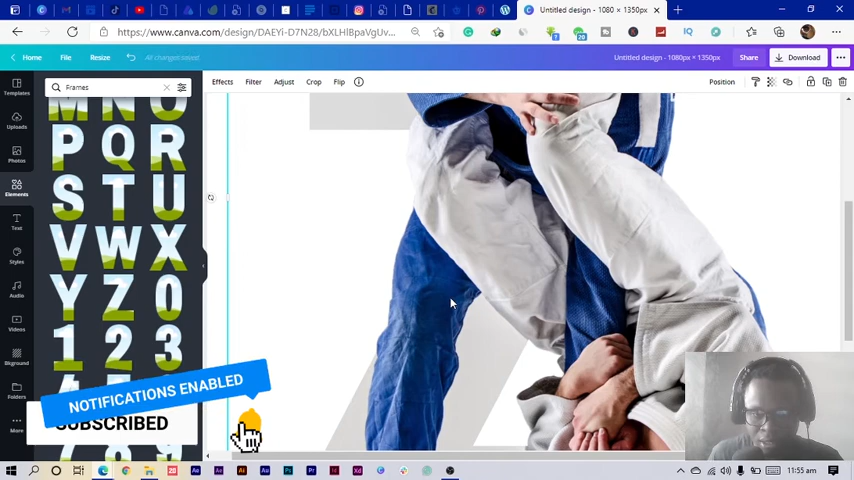 Untitled design - 1080 × 1350px
https://www.canva.com/design/DAEYi-D7N28/bXLHlBpaVgUv...
Home
File
Resize
All changes saved
Untitled design - 1080px × 1350px
Share
Download
Templates
Frames
Effects
Filter
Adjust
Crop
Flip
Position
Uploads
Photos
Elements
Text
Styles
Audio
Videos
Bkground
Folders
More
M N O
P Q R
S T U
V W X
Y Z 0
1 2 3
NOTIFICATIONS ENABLED
SUBSCRIBED
11:55 am